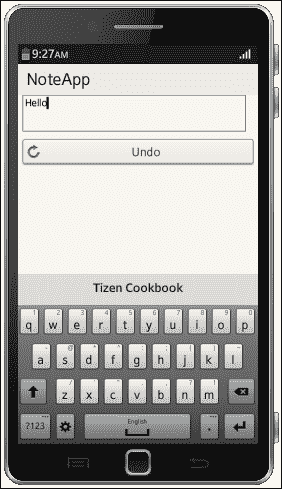 9:27AM
NoteApp
Hello
Undo
Tizen Cookbook
1 2 3 4 5 6 7 8 9 0
q w e r t y u i o p
a s d f g h j k l
z x c v b n m
?123 English .